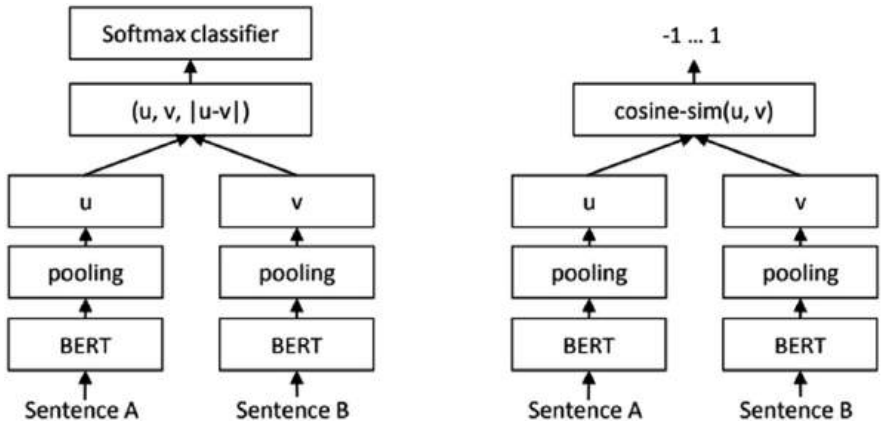 Softmax classifier
(u, v, |u-v|)
u
v
pooling
pooling
BERT
BERT
Sentence A
Sentence B
-1 ... 1
cosine-sim(u, v)
u
v
pooling
pooling
BERT
BERT
Sentence A
Sentence B